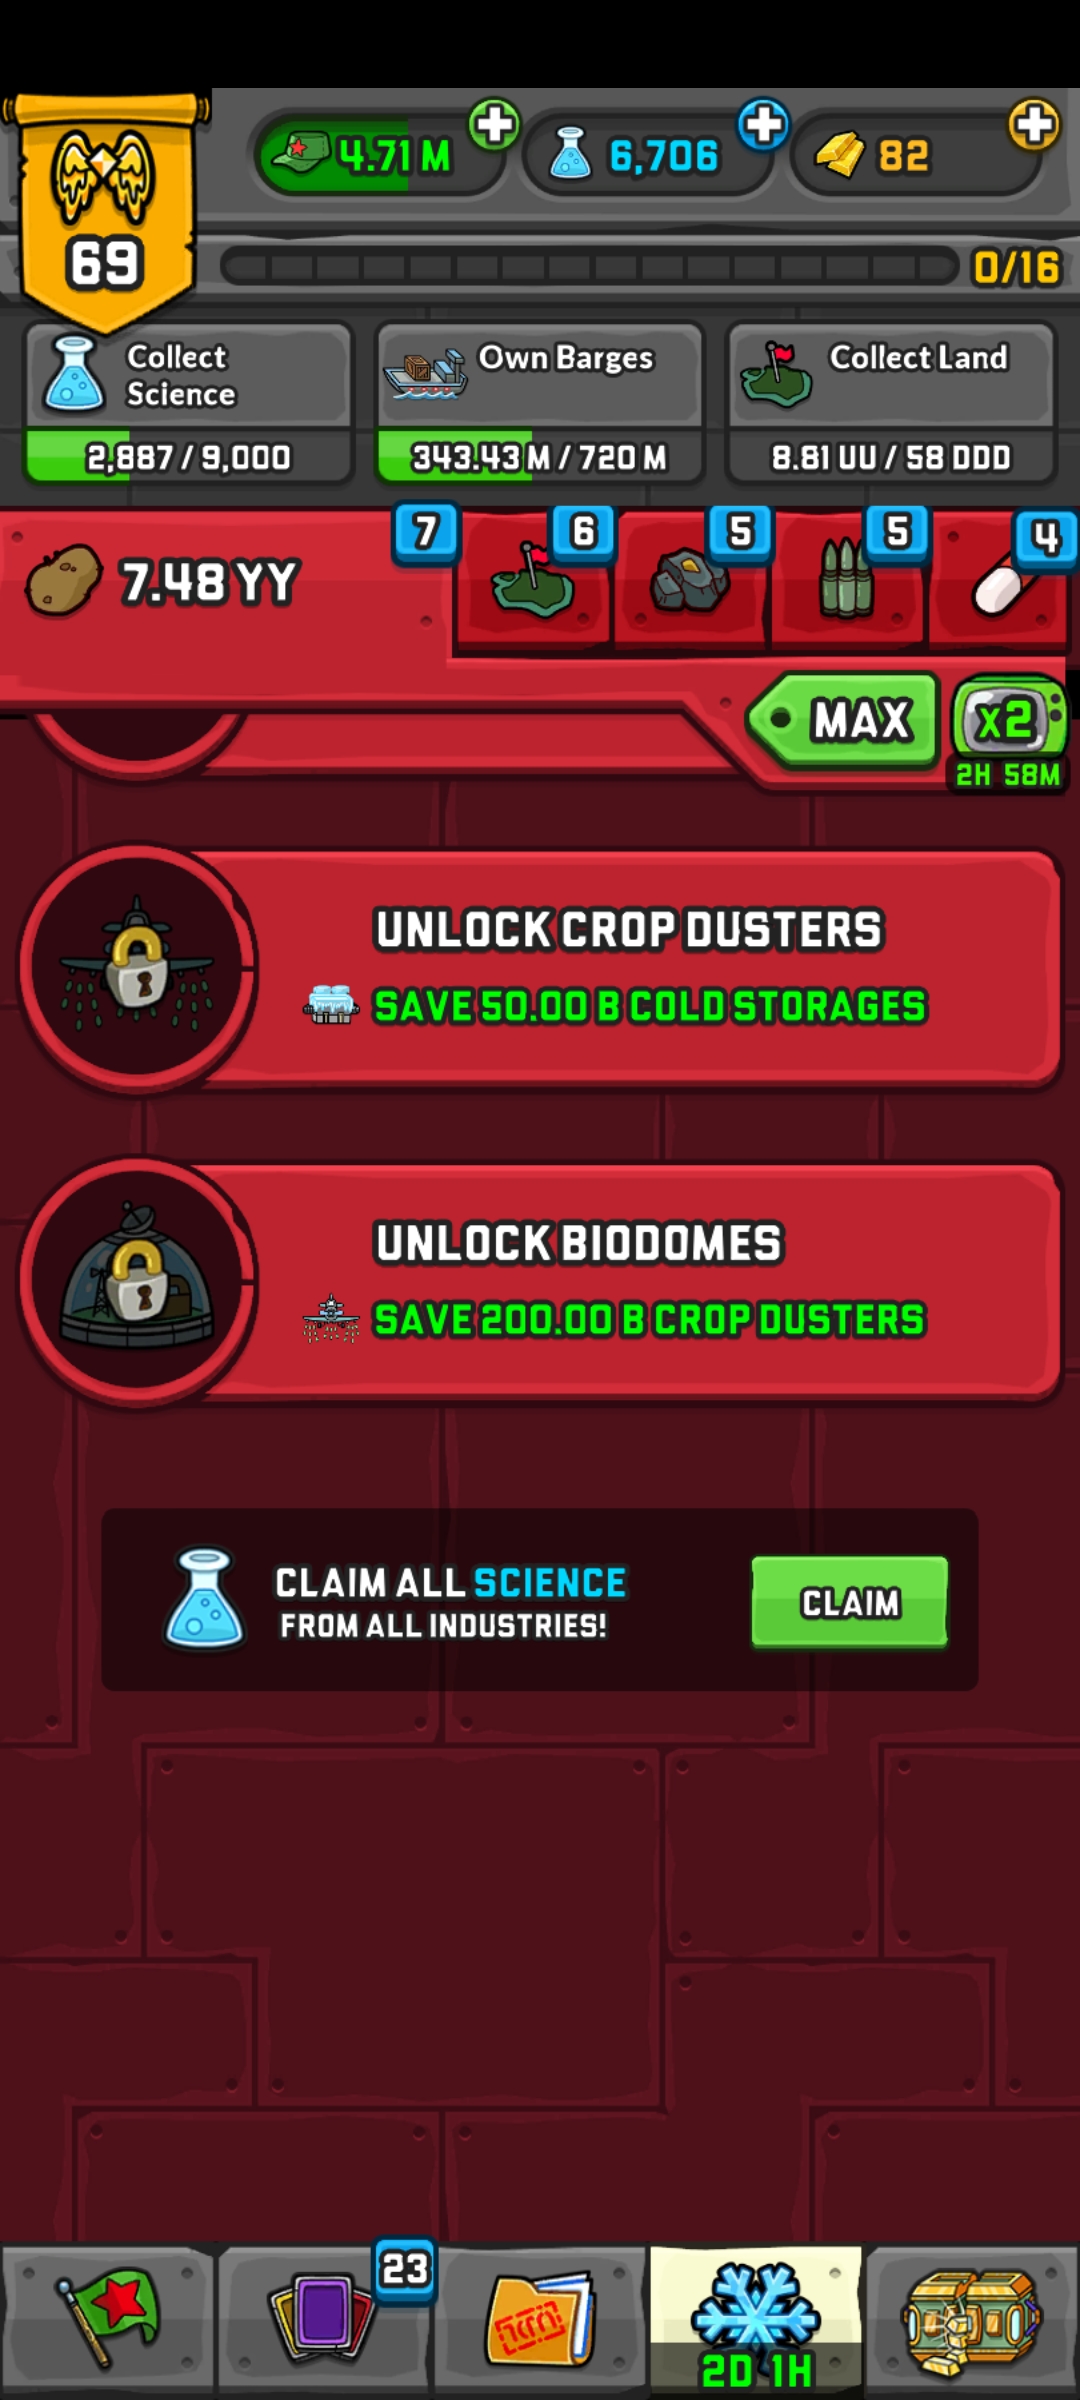 4.71 M
6,706
82
69
0/16
Collect
Science
2,887 / 9,000
Own Barges
343.43 M / 720 M
Collect Land
8.81 UU / 58 DDD
7.48 YY
7
6
5
5
4
MAX
x2
2H 58M
UNLOCK CROP DUSTERS
SAVE 50.00 B COLD STORAGES
UNLOCK BIODOMES
SAVE 200.00 B CROP DUSTERS
CLAIM ALL SCIENCE
FROM ALL INDUSTRIES!
CLAIM
23
2D 1H